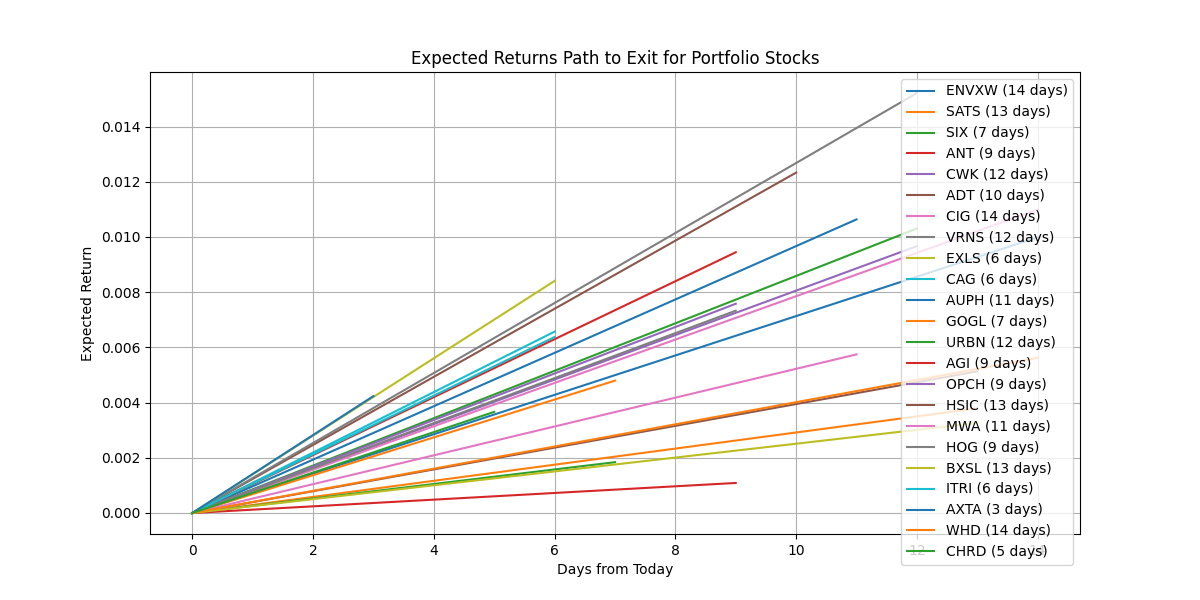 Expected Returns Path to Exit for Portfolio Stocks
Expected Return
0.014
0.012
0.010
0.008
0.006
0.004
0.002
0.000
ENVXW (14 days)
SATS (13 days)
SIX (7 days)
ANT (9 days)
CWK (12 days)
ADT (10 days)
CIG (14 days)
VRNS (12 days)
EXLS (6 days)
CAG (6 days)
AUPH (11 days)
GOGL (7 days)
URBN (12 days)
AGI (9 days)
OPCH (9 days)
HSIC (13 days)
MWA (11 days)
HOG (9 days)
BXSL (13 days)
ITRI (6 days)
AXTA (3 days)
WHD (14 days)
CHRD (5 days)
0 2 4 6 8 10 12 14
Days from Today